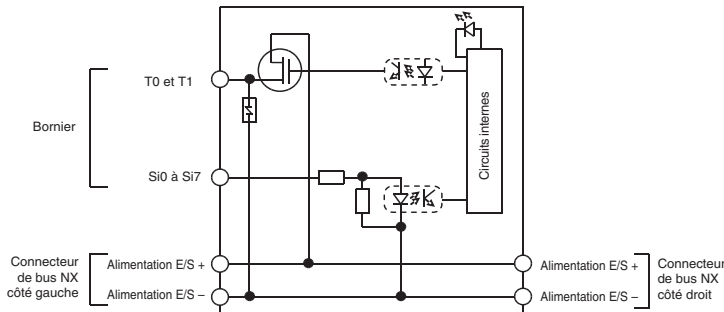 T0 et T1
Bornier
Circuits internes
Si0 à Si7
Connecteur
de bus NX
côté gauche
Alimentation E/S +
Alimentation E/S –
Alimentation E/S +
Alimentation E/S –
Connecteur
de bus NX
côté droit